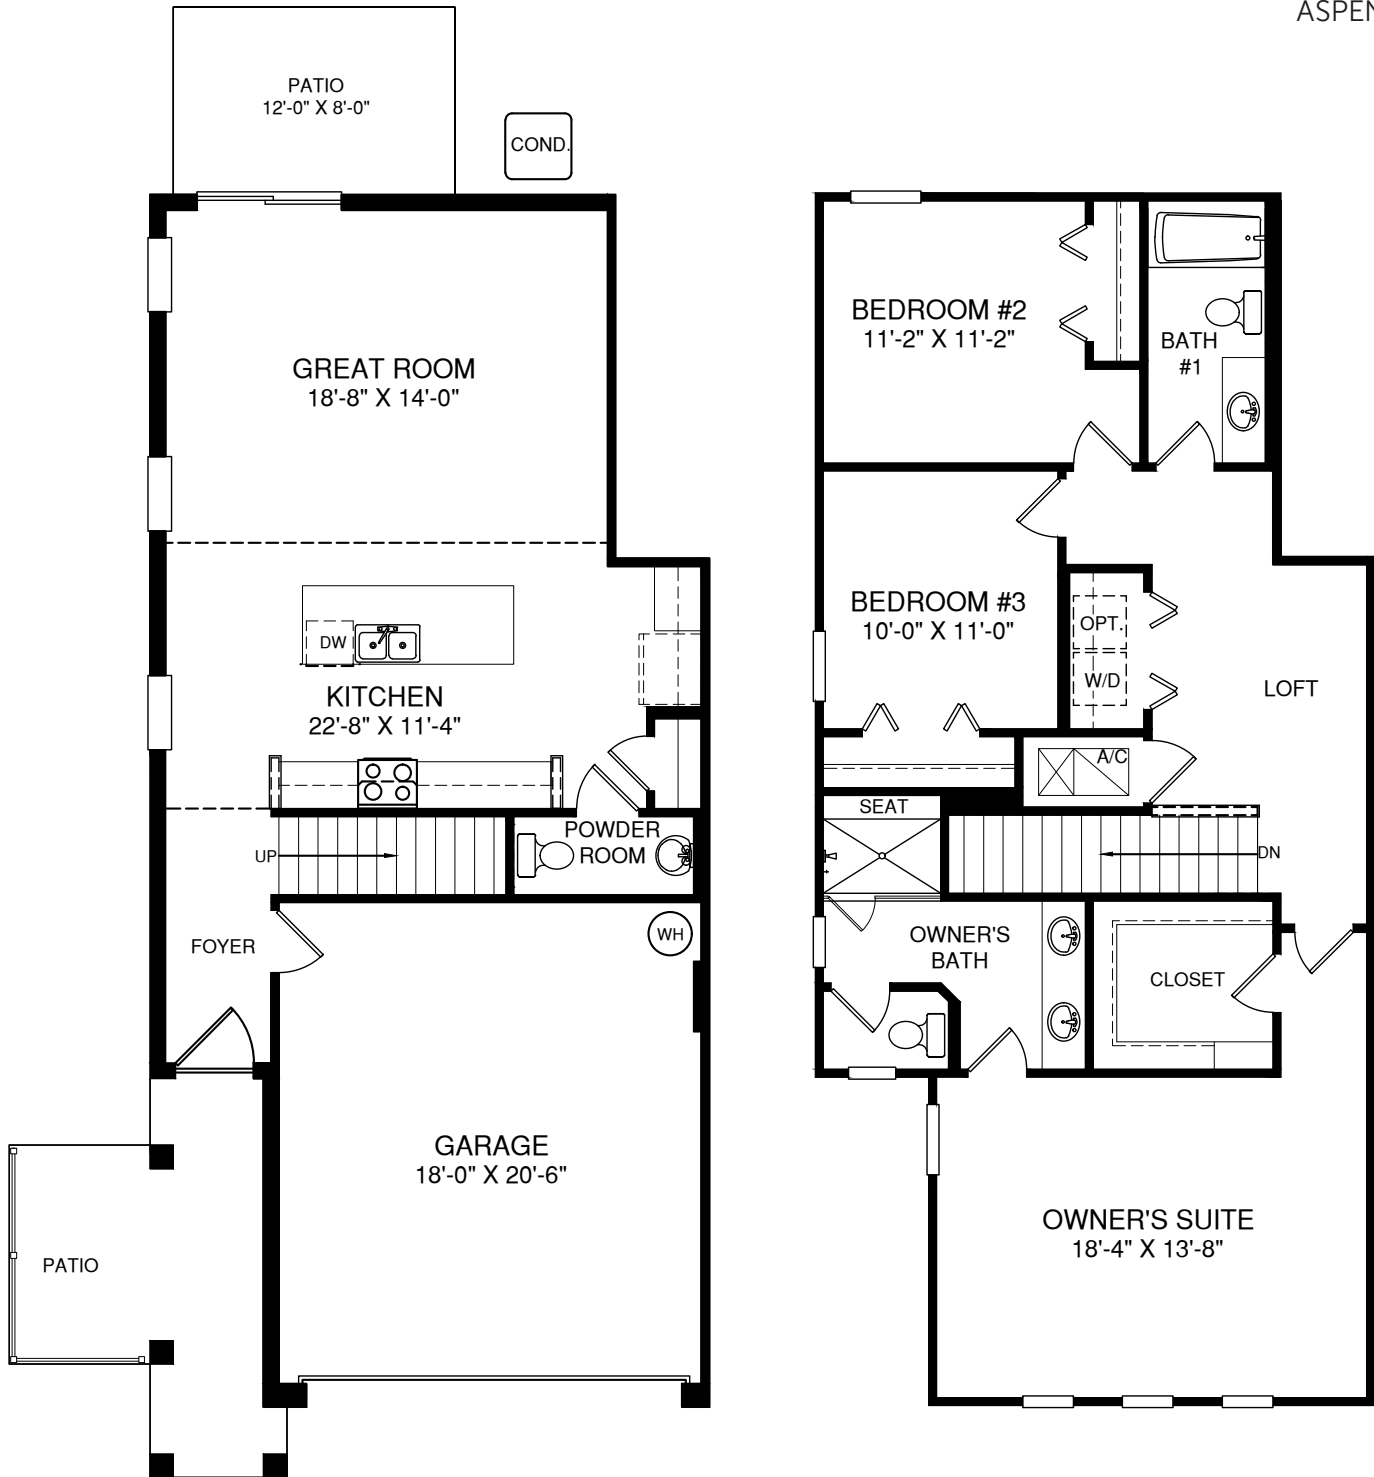 ASPEN
PATIO
12'-0" X 8'-0"
COND.
GREAT ROOM
18'-8" X 14'-0"
DW
KITCHEN
22'-8" X 11'-4"
UP
POWDER
ROOM
FOYER
WH
GARAGE
18'-0" X 20'-6"
PATIO
BEDROOM #2
11'-2" X 11'-2"
BATH
#1
BEDROOM #3
10'-0" X 11'-0"
OPT.
W/D
LOFT
A/C
SEAT
DN
OWNER'S
BATH
CLOSET
OWNER'S SUITE
18'-4" X 13'-8"